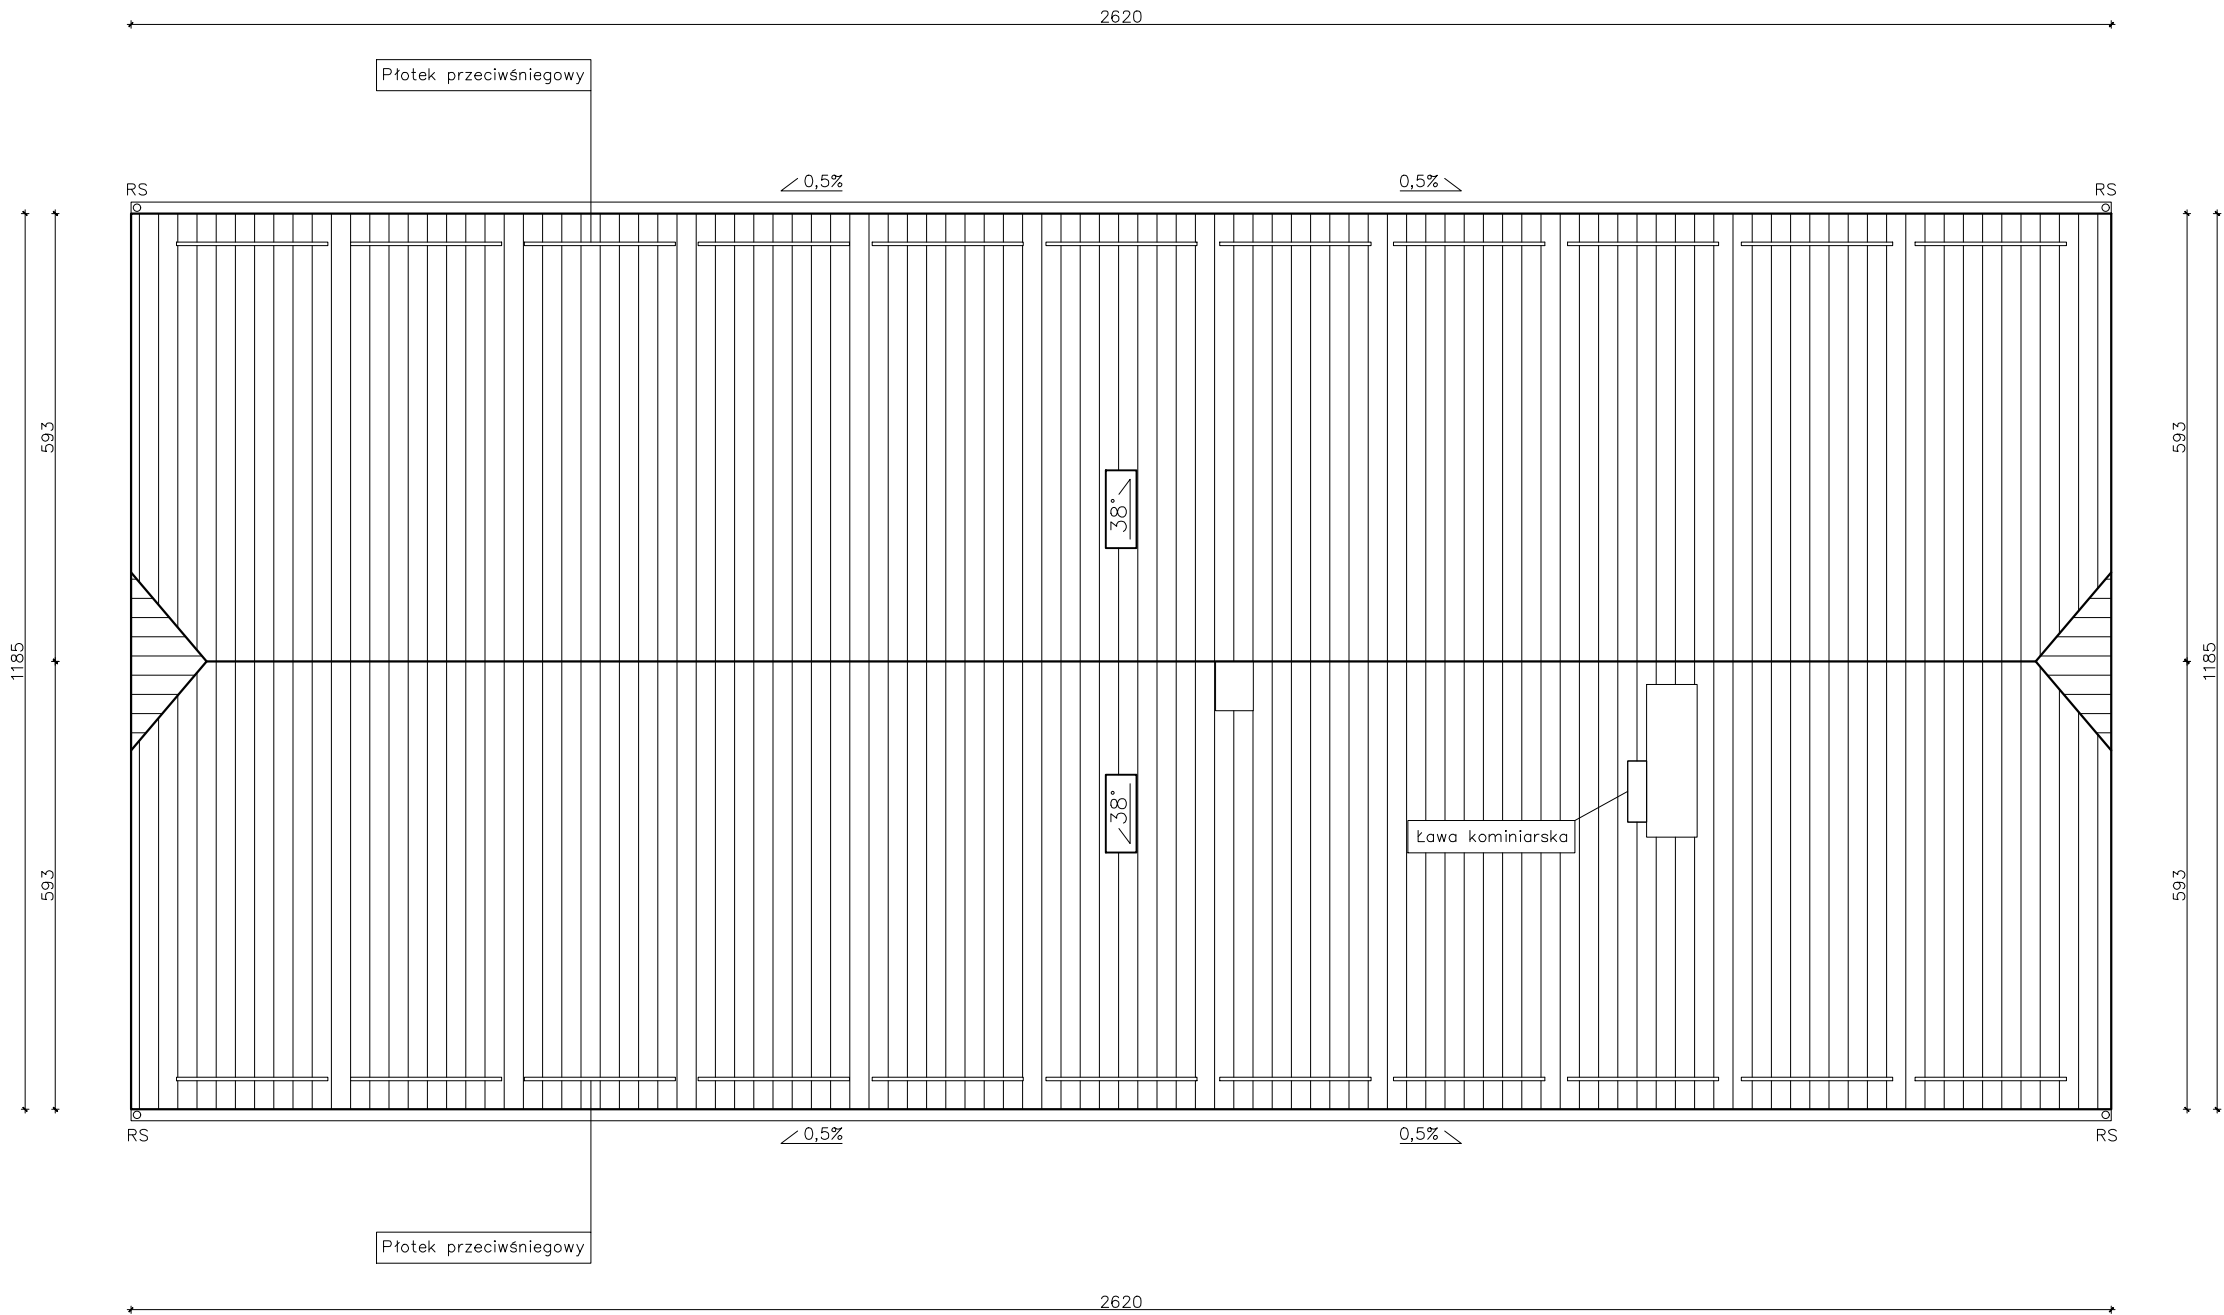 2620
Płotek przeciwśniegowy
0,5%
0,5%
RS
RS
593
593
38°
1185
1185
38°
Ława kominiarska
593
593
RS
0,5%
0,5%
RS
Płotek przeciwśniegowy
2620